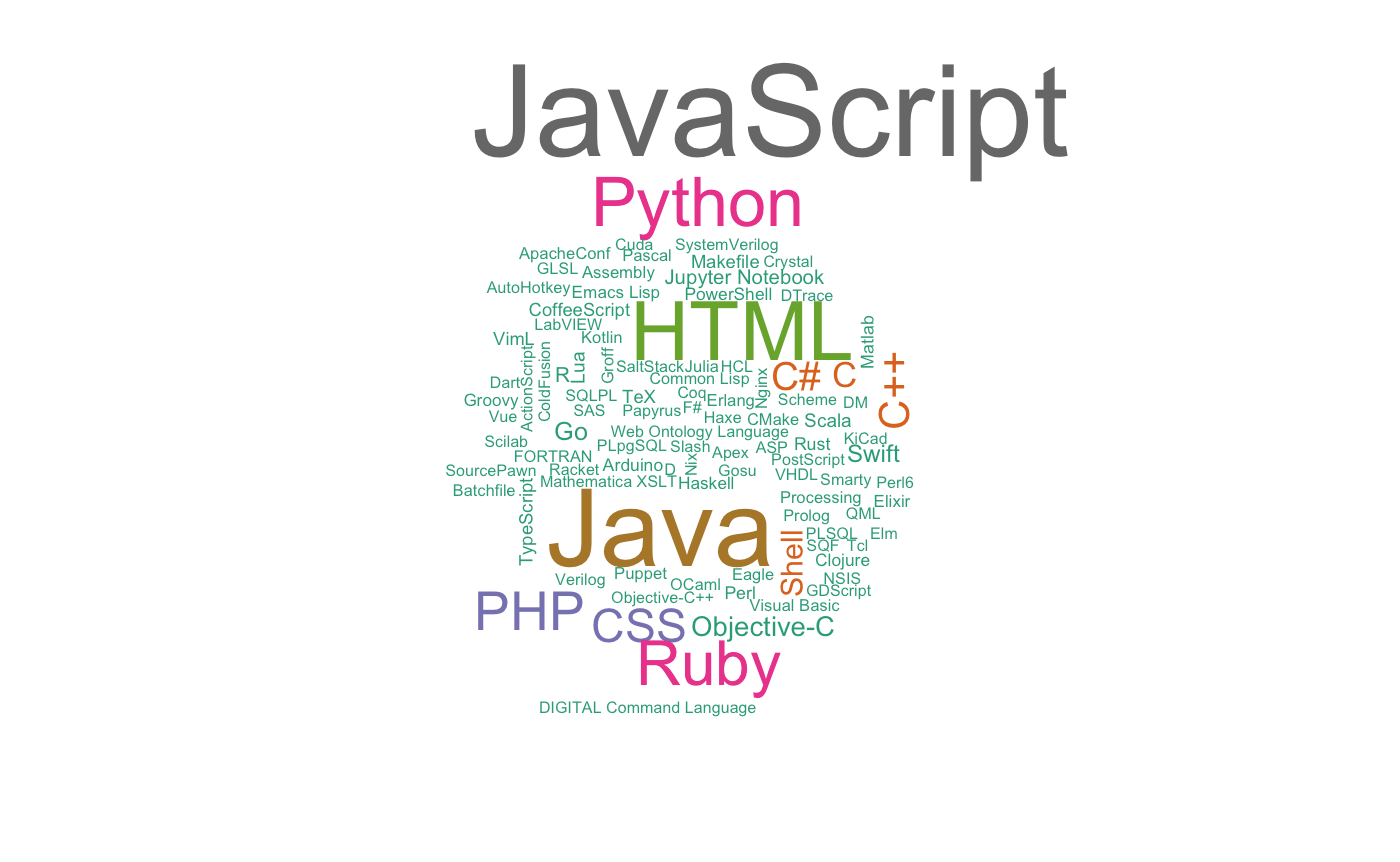 JavaScript
Python
Cuda
SystemVerilog
ApacheConf
Pascal
Makefile
Crystal
GLSL
Assembly
Jupyter Notebook
AutoHotkey
Emacs Lisp
PowerShell
DTrace
CoffeeScript
HTML
LabVIEW
VimL
Kotlin
Matlab
ActionScript
ColdFusion
R
Lua
Groff
SaltStack
Julia
HCL
Common Lisp
Nginx
C#
C
C++
Dart
Groovy
Vue
SQLPL
TeX
Coq
SAS
Papyrus
F#
Erlang
Haxe
Scheme
DM
CMake
Scala
Go
Web Ontology Language
KiCad
Scilab
PLpgSQL
Slash
Apex
ASP
Rust
Swift
FORTRAN
PostScript
SourcePawn
Racket
Arduino
D
Nix
Gosu
VHDL
Smarty
Perl6
Mathematica
XSLT
Haskell
Batchfile
TypeScript
Java
Processing
Elixir
Prolog
QML
Shell
PLSQL
Elm
SQF
Tcl
Clojure
Verilog
Puppet
OCaml
Eagle
NSIS
Objective-C++
Perl
GDScript
Visual Basic
PHP
CSS
Objective-C
Ruby
DIGITAL Command Language